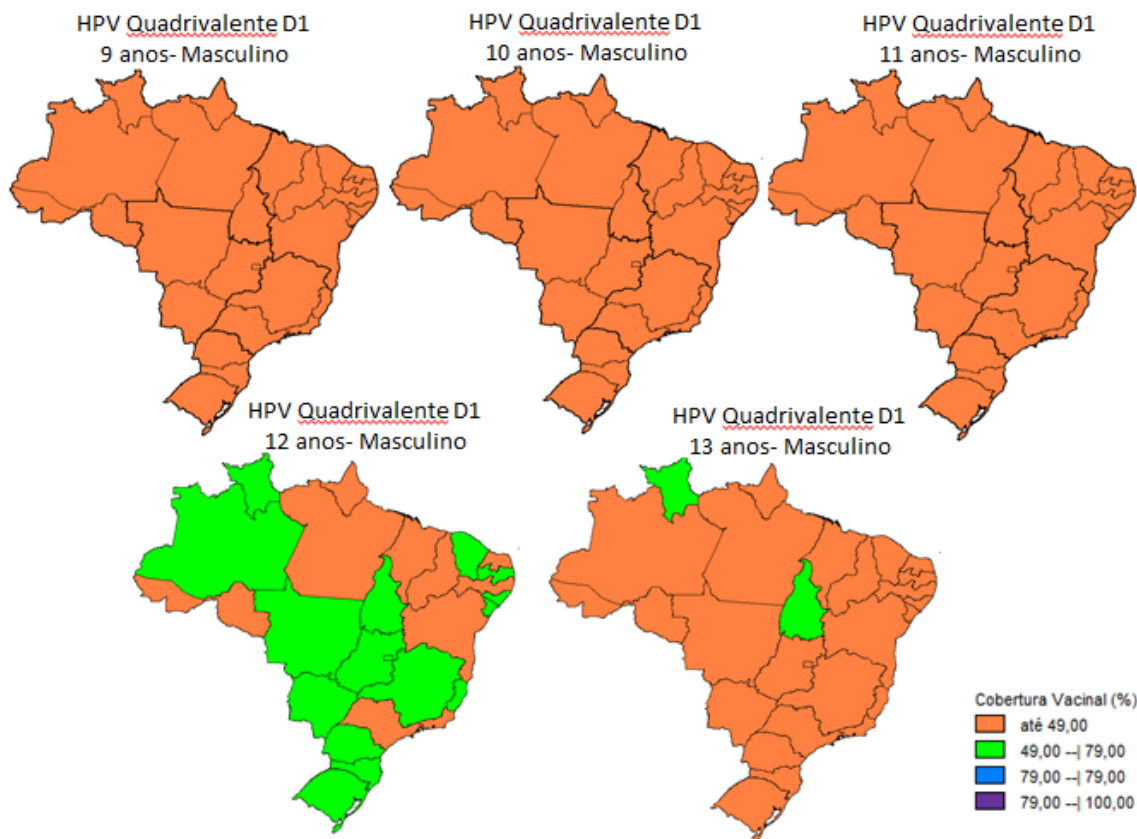 HPV Quadrivalente D1
9 anos- Masculino
HPV Quadrivalente D1
10 anos- Masculino
HPV Quadrivalente D1
11 anos- Masculino
HPV Quadrivalente D1
12 anos- Masculino
HPV Quadrivalente D1
13 anos- Masculino
Cobertura Vacinal (%)
até 49,00
49,00 --| 79,00
79,00 --| 79,00
79,00 --| 100,00